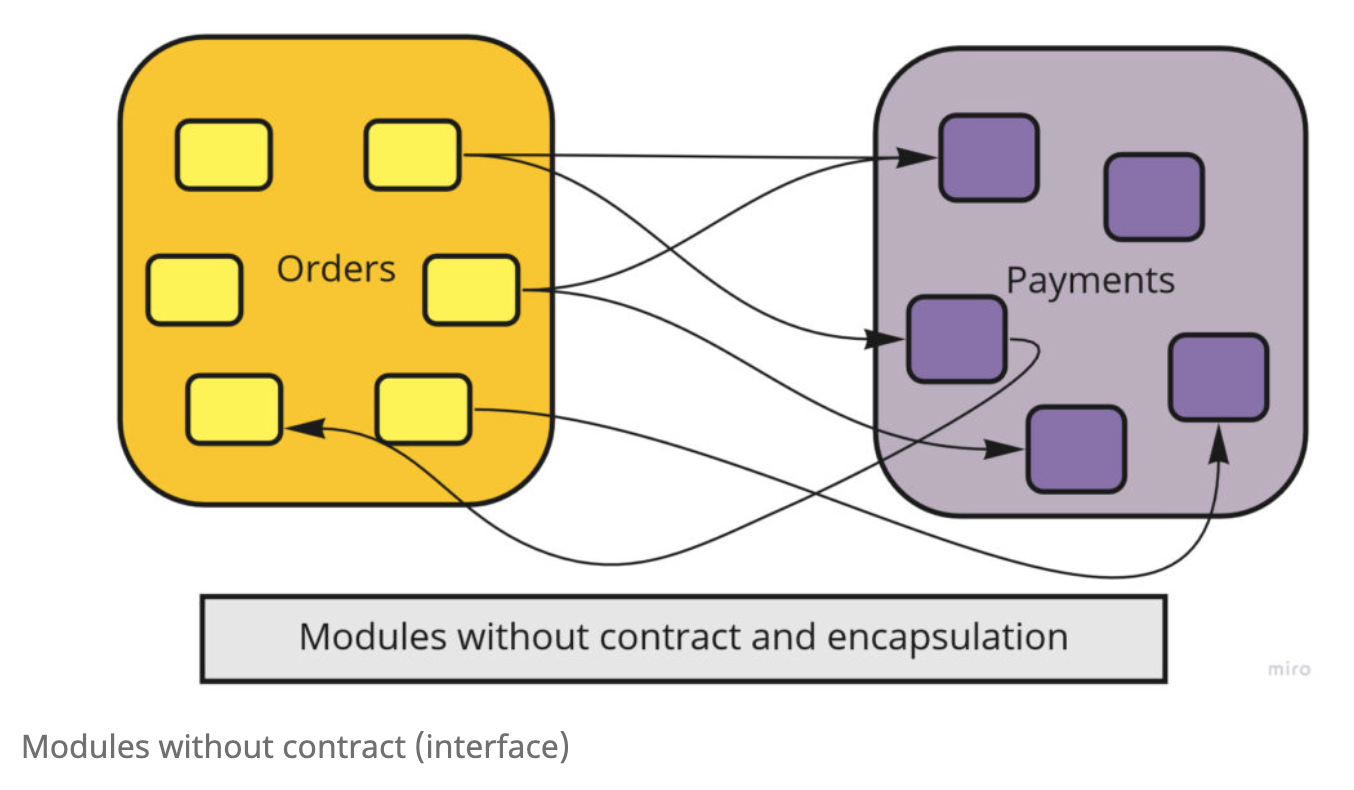 Orders
Payments
Modules without contract and encapsulation
miro
Modules without contract (interface)